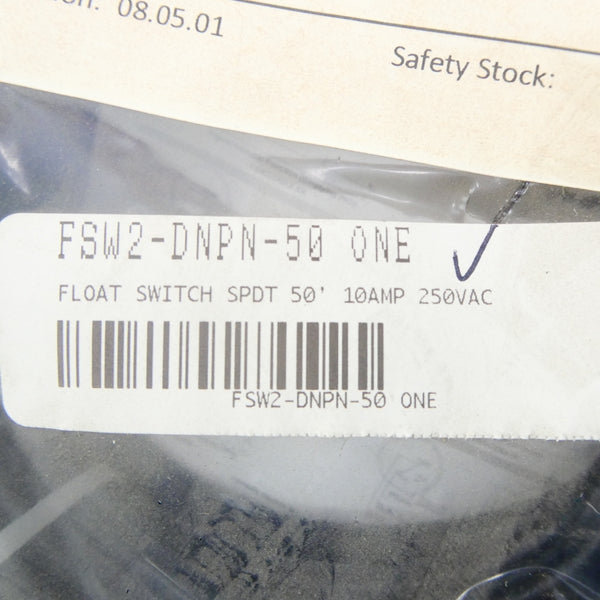 08.05.01
Safety Stock:
FSW2-DNPN-50 ONE
FLOAT SWITCH SPDT 50' 10AMP 250VAC
FSW2-DNPN-50 ONE